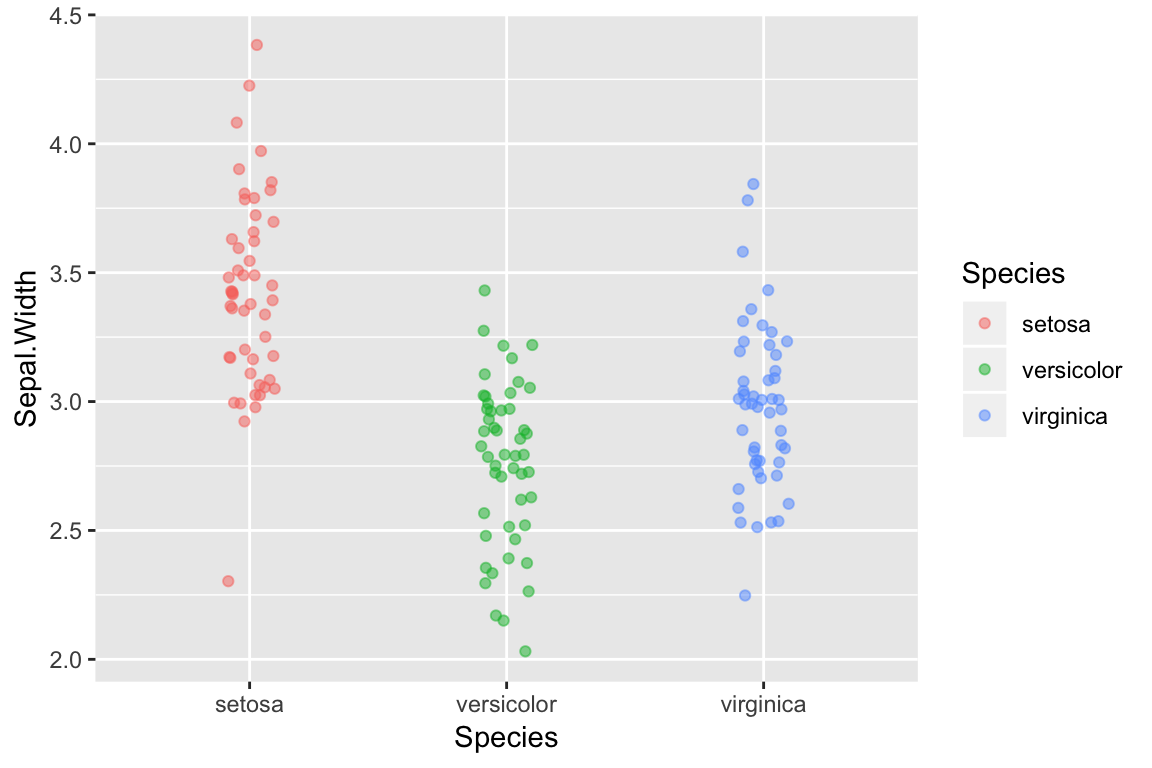 Sepal.Width
4.5
4.0
3.5
3.0
2.5
2.0
setosa versicolor virginica
Species
Species
setosa
versicolor
virginica